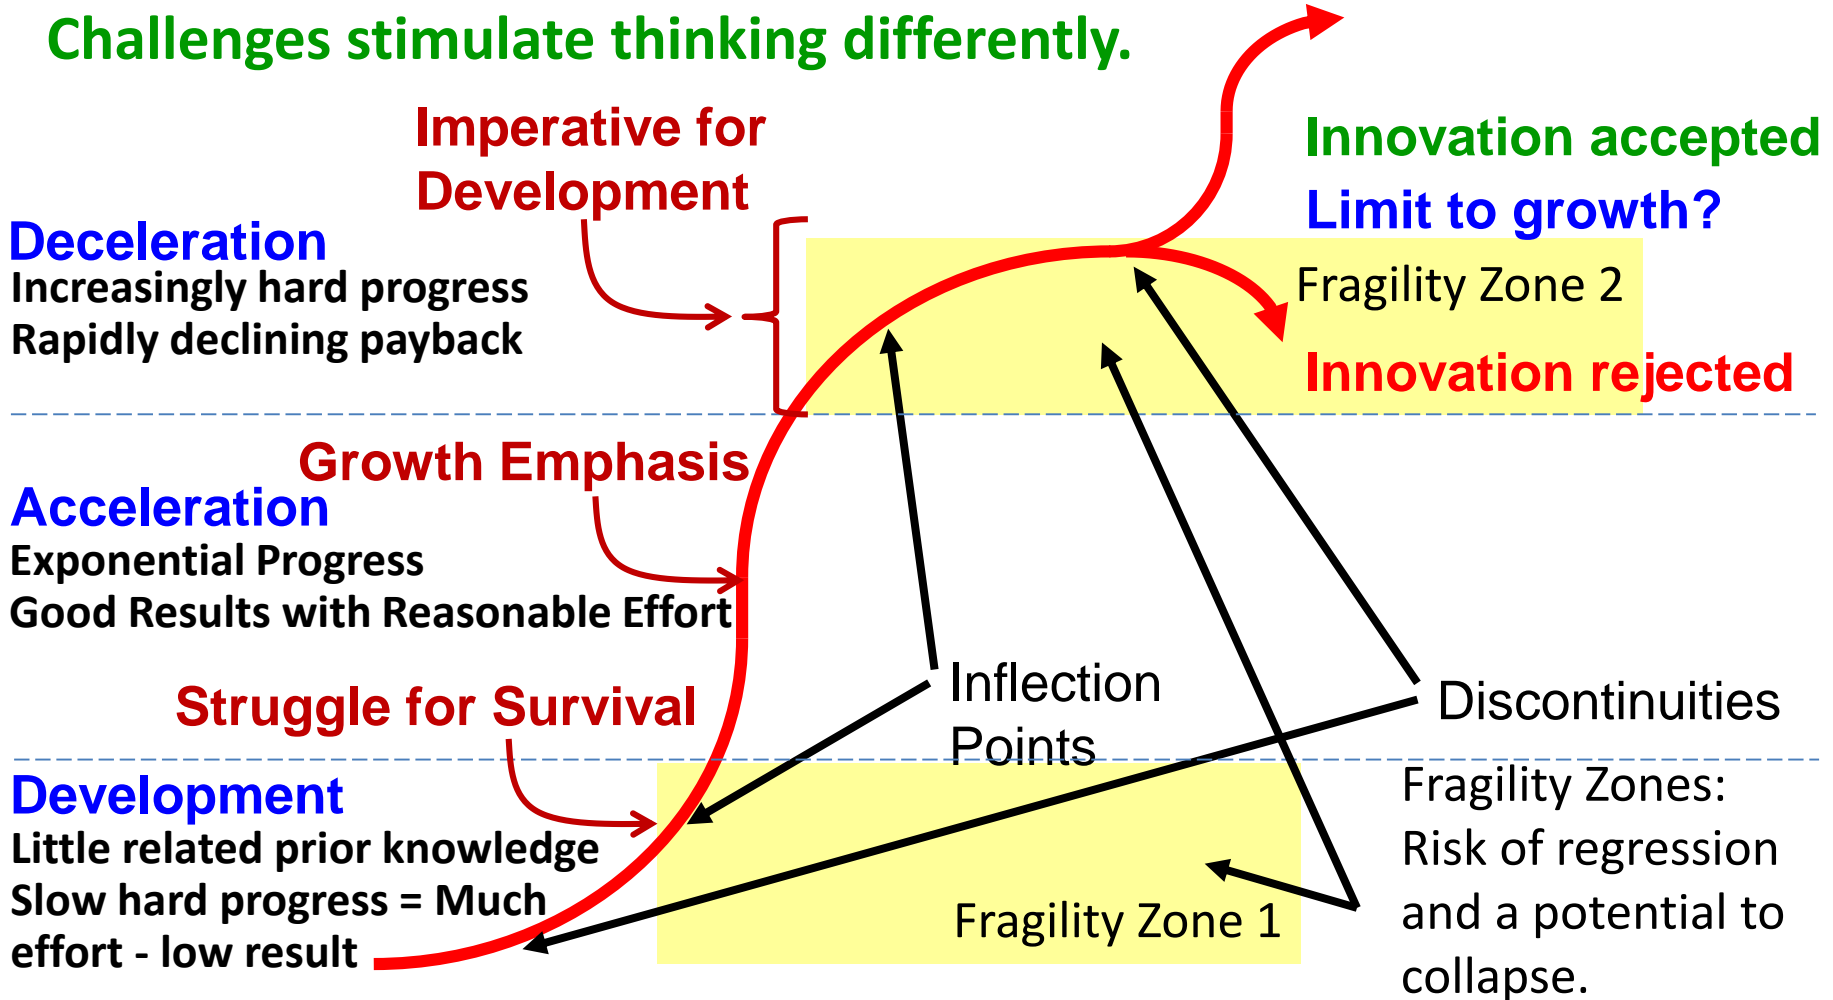 Challenges stimulate thinking differently.
Imperative for
Development
Innovation accepted
Limit to growth?
Deceleration
Increasingly hard progress
Rapidly declining payback
Fragility Zone 2
Innovation rejected
Growth Emphasis
Acceleration
Exponential Progress
Good Results with Reasonable Effort
Inflection
Points
Discontinuities
Struggle for Survival
Development
Little related prior knowledge
Slow hard progress = Much
effort - low result
Fragility Zone 1
Fragility Zones:
Risk of regression
and a potential to
collapse.